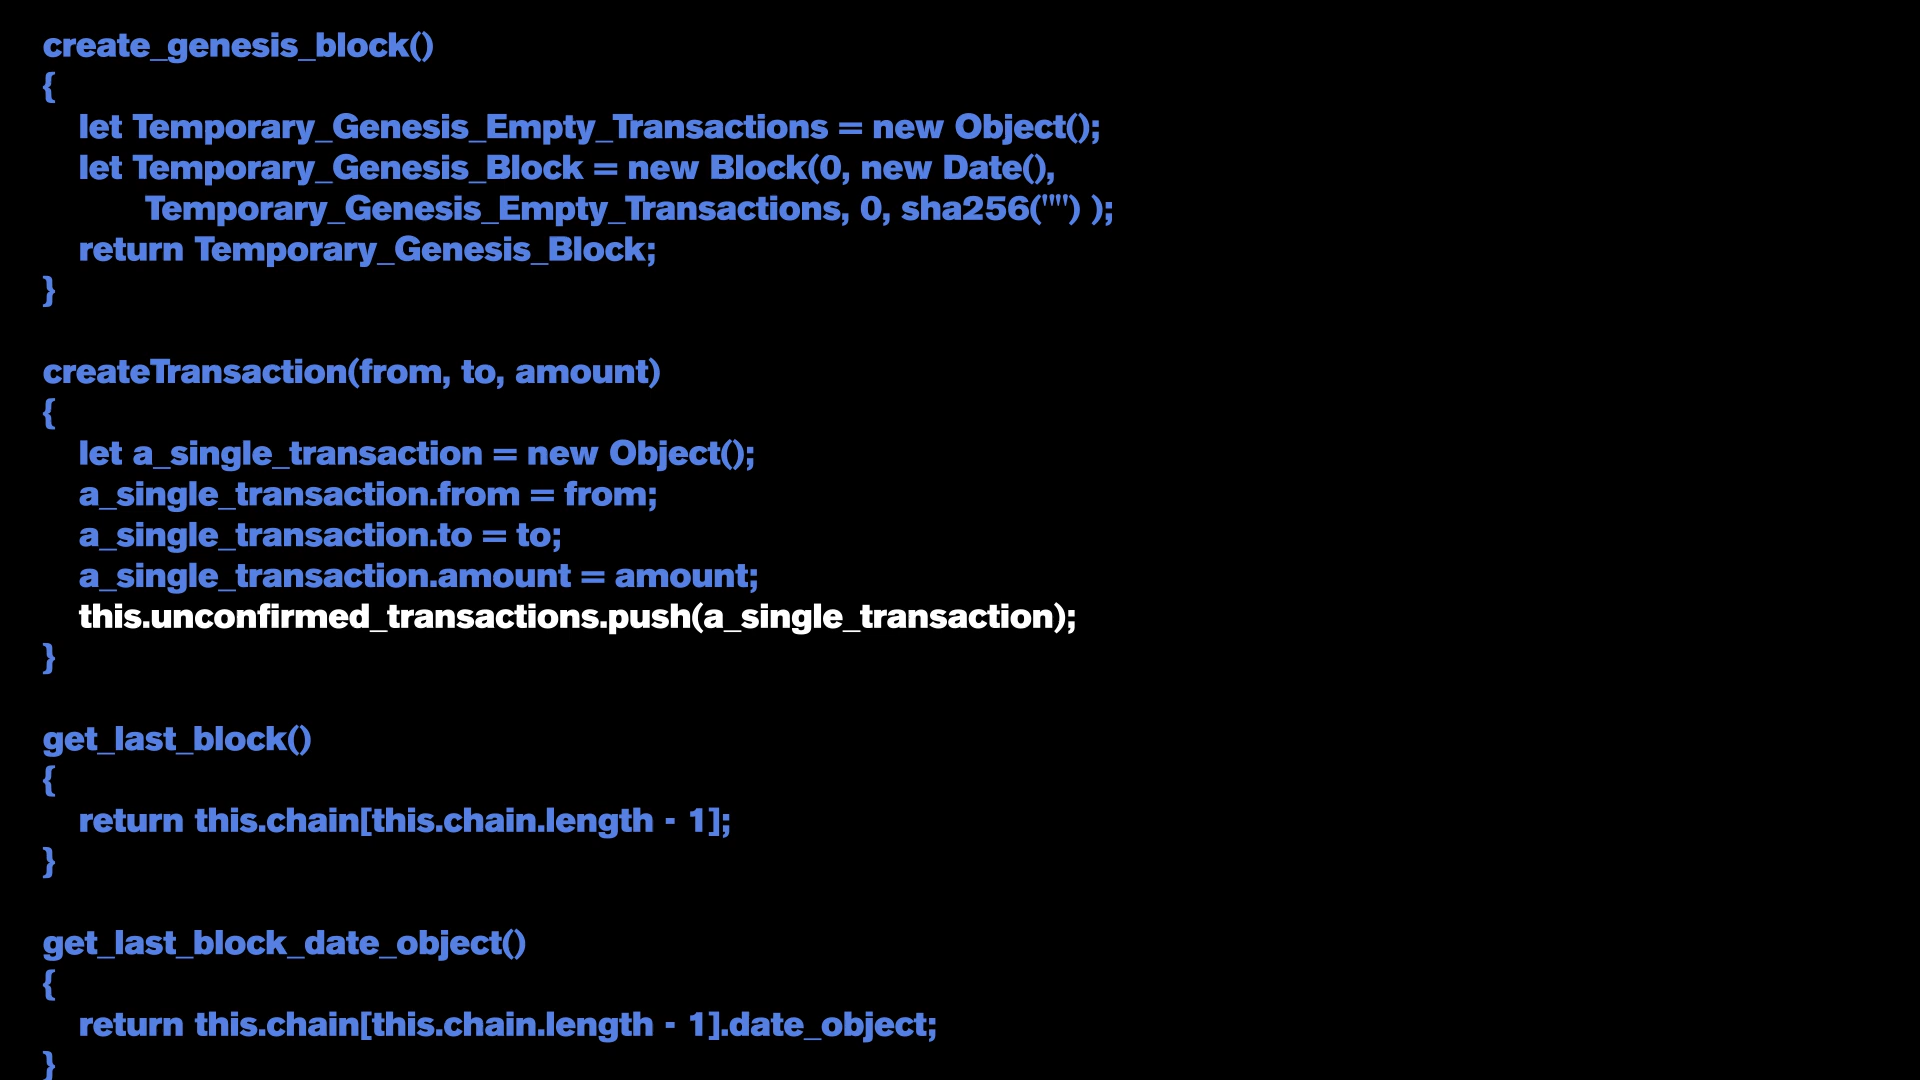 create_genesis_block()
{
let Temporary_Genesis_Empty_Transactions = new Object();
let Temporary_Genesis_Block = new Block(0, new Date(),
Temporary_Genesis_Empty_Transactions, 0, sha256("") );
return Temporary_Genesis_Block;
}
createTransaction(from, to, amount)
{
let a_single_transaction = new Object();
a_single_transaction.from = from;
a_single_transaction.to = to;
a_single_transaction.amount = amount;
this.unconfirmed_transactions.push(a_single_transaction);
}
get_last_block()
{
return this.chain[this.chain.length - 1];
}
get_last_block_date_object()
{
return this.chain[this.chain.length - 1].date_object;
}